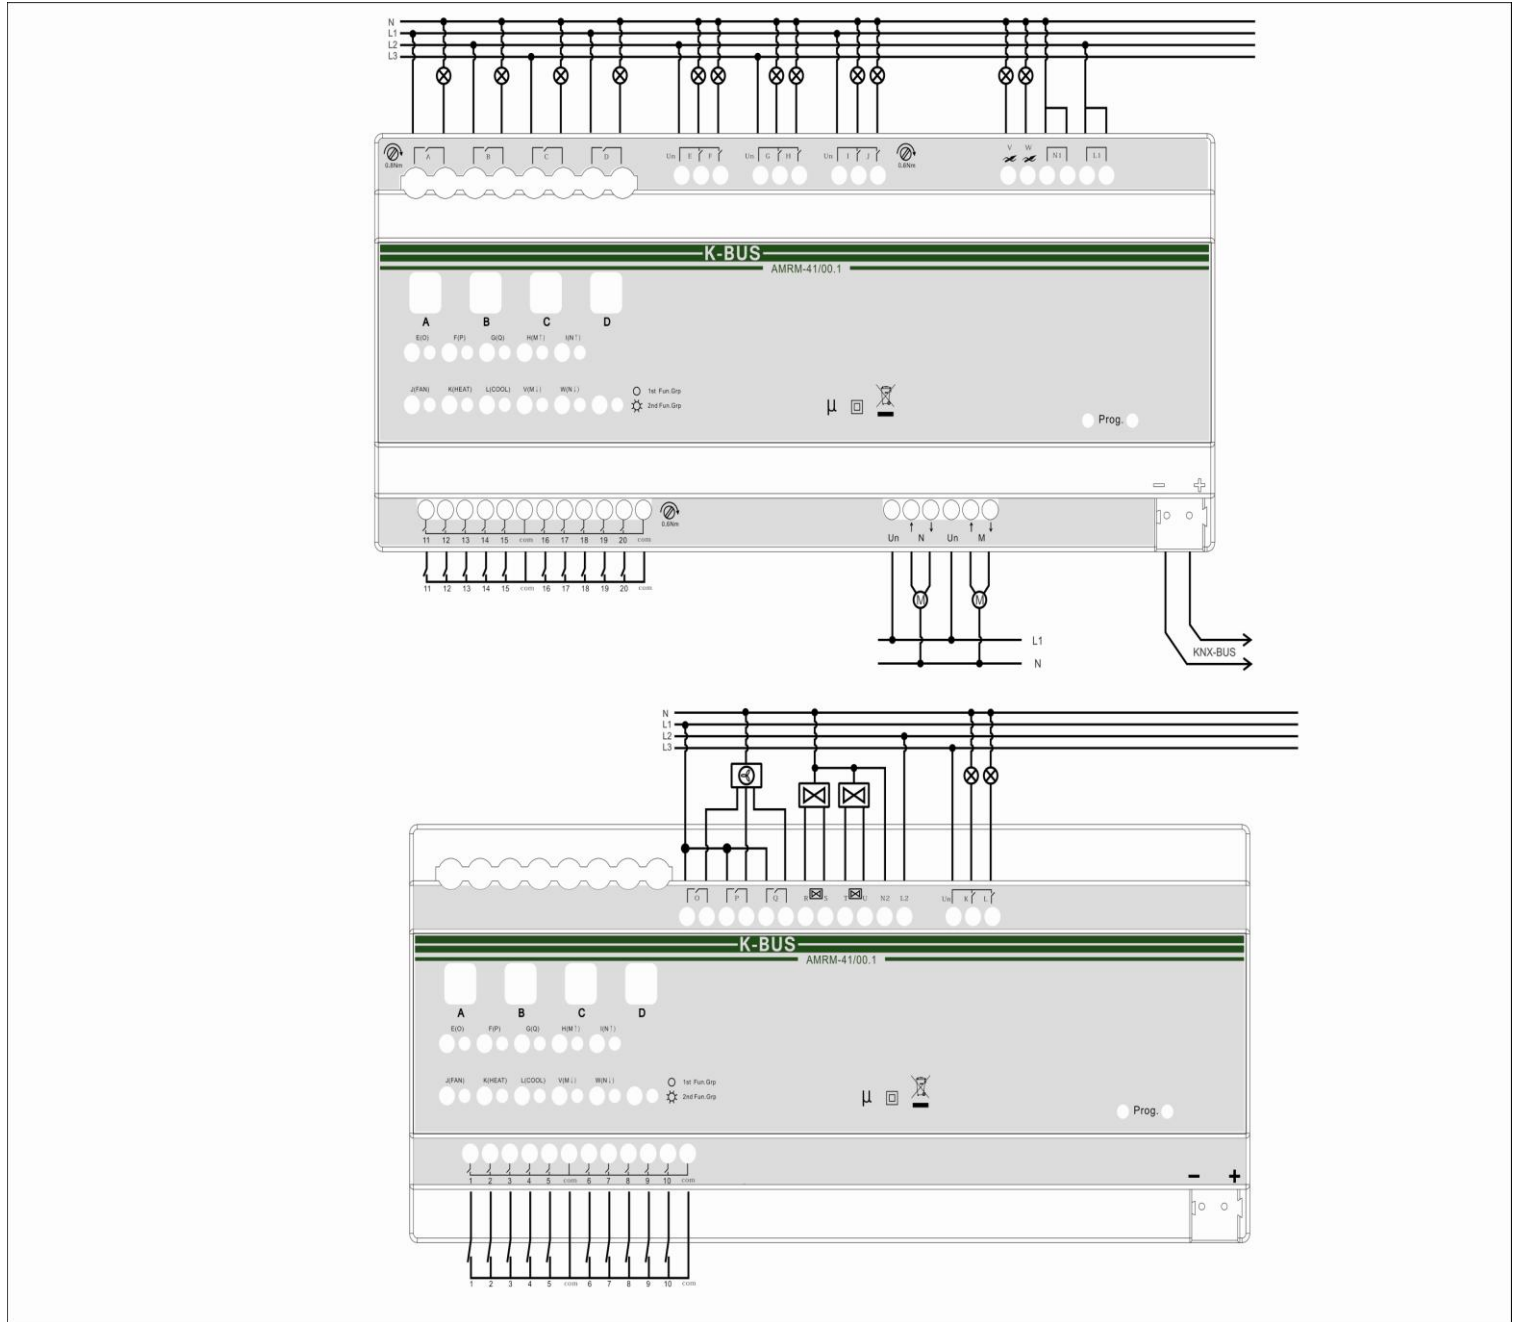 N
L1
L2
L3
0.8Nm A B C D Un E F Un G H Un I J 0.6Nm V W N1 L1
K-BUS
AMRM-41/00.1
A B C D
E(O) F(P) G(Q) H(M↑) I(N↑)
J(FAN) K(HEAT) L(COOL) V(M↓) W(N↓)
1st Fun.Grp
2nd Fun.Grp
μ
Prog.
- +
0.6Nm
11 12 13 14 15 com 16 17 18 19 20 com
↑ ↓ ↑ ↓
Un N Un M
11 12 13 14 15 com 16 17 18 19 20 com
M M
L1
N
KNX-BUS
N
L1
L2
L3
O P Q R S T U N2 L2 Un K L
K-BUS
AMRM-41/00.1
A B C D
E(O) F(P) G(Q) H(M↑) I(N↑)
J(FAN) K(HEAT) L(COOL) V(M↓) W(N↓)
1st Fun.Grp
2nd Fun.Grp
μ
Prog.
1 2 3 4 5 com 6 7 8 9 10 com
- +
1 2 3 4 5 com 6 7 8 9 10 com